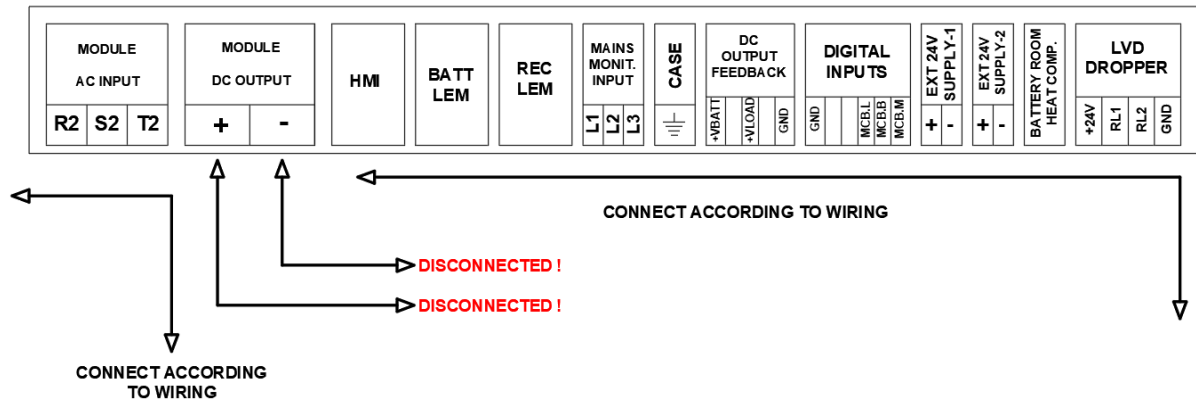 MODULE
AC INPUT
R2 S2 T2
MODULE
DC OUTPUT
+ -
HMI
BATT
LEM
REC
LEM
MAINS
MONIT.
INPUT
L1 L2 L3
CASE
DC
OUTPUT
FEEDBACK
+VBATT +VLOAD GND
DIGITAL
INPUTS
GND MCB.L MCB.B MCB.M
EXT 24V
SUPPLY-1
+ -
EXT 24V
SUPPLY-2
+ -
BATTERY ROOM
HEAT COMP.
LVD
DROPPER
+24V RL1 RL2 GND
CONNECT ACCORDING TO WIRING
DISCONNECTED !
DISCONNECTED !
CONNECT ACCORDING
TO WIRING